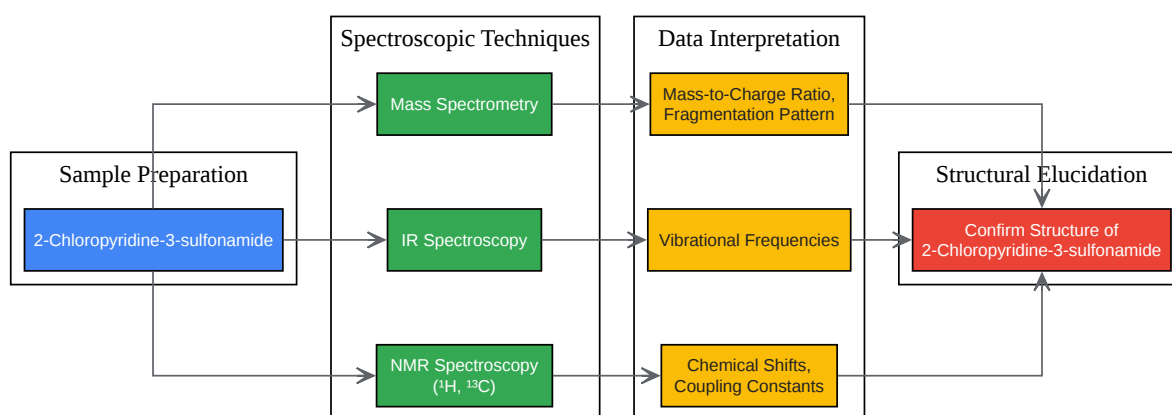 Sample Preparation
2-Chloropyridine-3-sulfonamide
Spectroscopic Techniques
Mass Spectrometry
IR Spectroscopy
NMR Spectroscopy
(¹H, ¹³C)
Data Interpretation
Mass-to-Charge Ratio,
Fragmentation Pattern
Vibrational Frequencies
Chemical Shifts,
Coupling Constants
Structural Elucidation
Confirm Structure of
2-Chloropyridine-3-sulfonamide